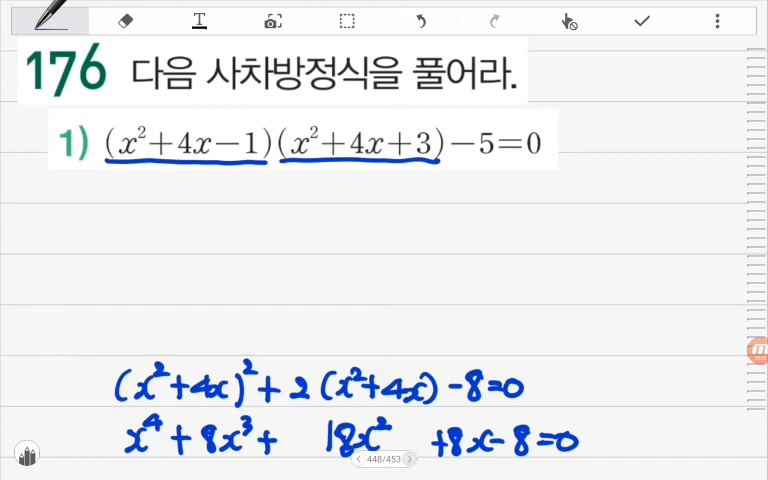 T
176 다음 사차방정식을 풀어라.
1) (x²+4x−1)(x²+4x+3)−5=0
(x²+4x)²+2(x²+4x)−8=0
x⁴+8x³+ 18x² +8x−8=0
448/453